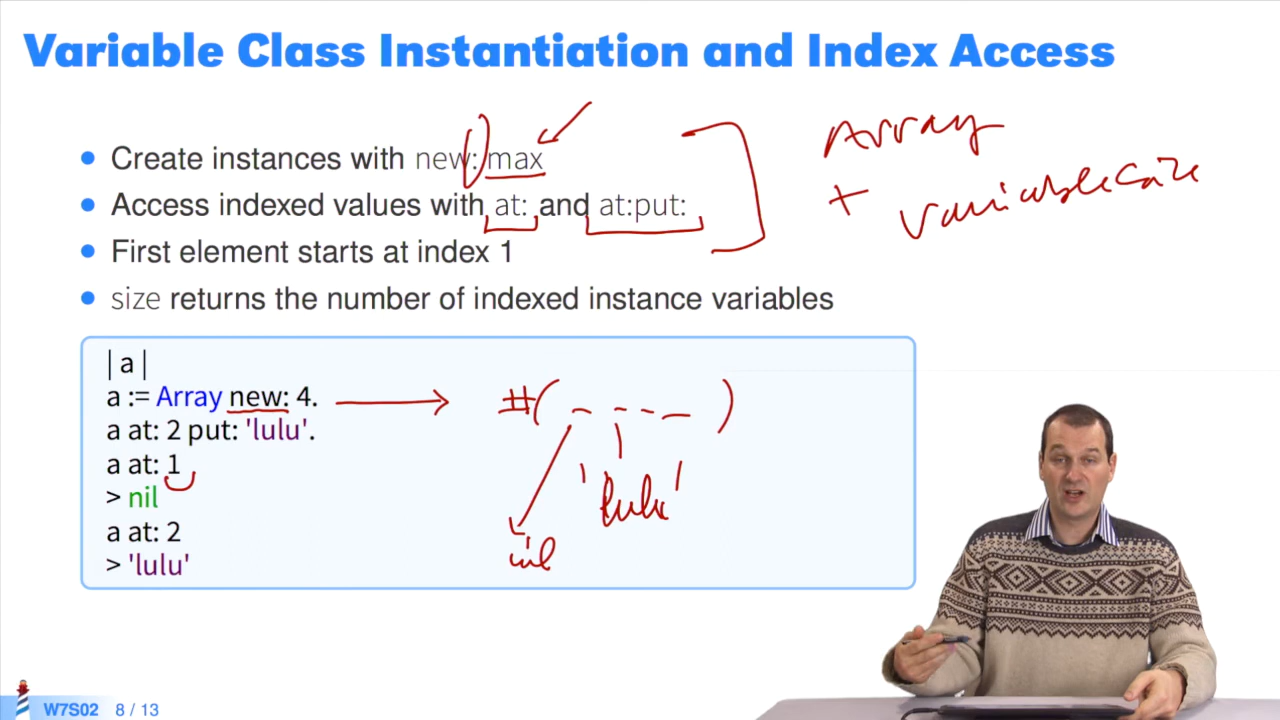 Variable Class Instantiation and Index Access
• Create instances with new: max
• Access indexed values with at: and at:put:
• First element starts at index 1
• size returns the number of indexed instance variables
Array
+ variableSize
| a |
a := Array new: 4.
a at: 2 put: 'lulu'.
a at: 1
> nil
a at: 2
> 'lulu'
#( _ _ _ _ )
'lulu'
nil
W7S02 8 / 13